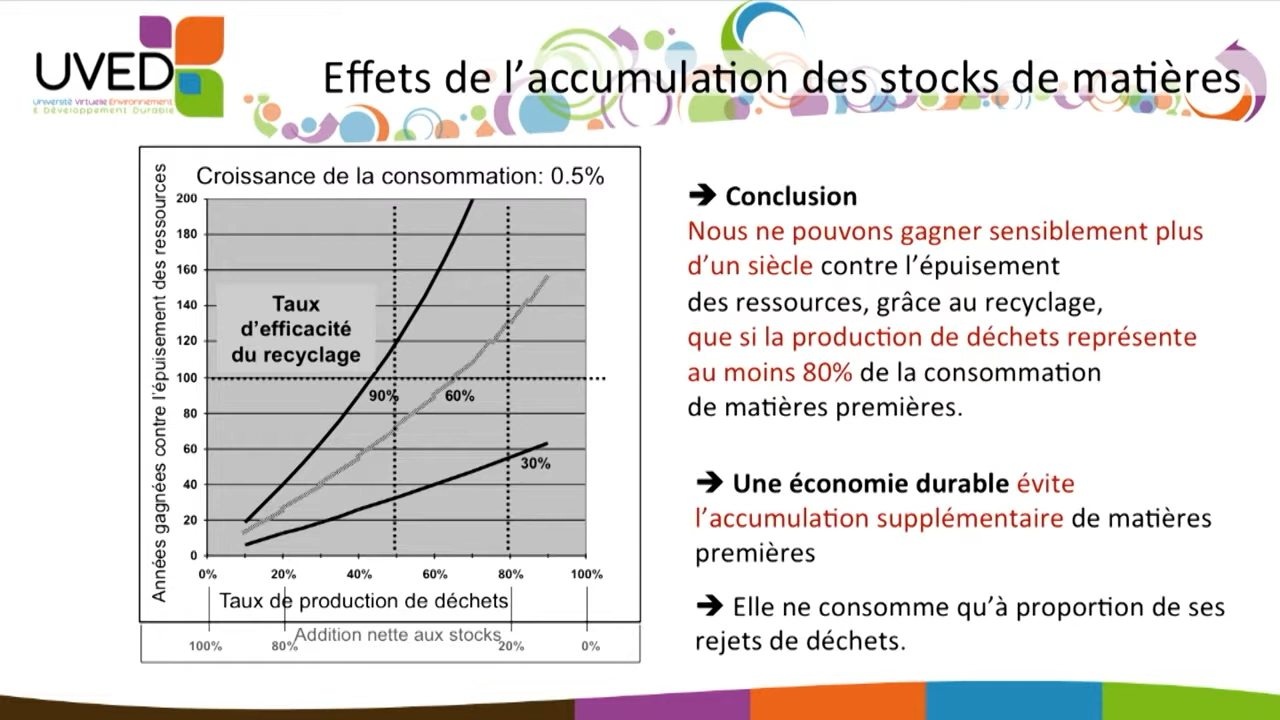 UVED
Université Virtuelle Environnement
& Développement Durable
Effets de l'accumulation des stocks de matières
Croissance de la consommation: 0.5%
Années gagnées contre l'épuisement des ressources
200
180
160
140
120
100
80
60
40
20
0
Taux
d'efficacité
du recyclage
90%
60%
30%
0%
20%
40%
60%
80%
100%
Taux de production de déchets
Addition nette aux stocks
100%
80%
20%
0%
➔ Conclusion
Nous ne pouvons gagner sensiblement plus
d'un siècle contre l'épuisement
des ressources, grâce au recyclage,
que si la production de déchets représente
au moins 80% de la consommation
de matières premières.
➔ Une économie durable évite
l'accumulation supplémentaire de matières
premières
➔ Elle ne consomme qu'à proportion de ses
rejets de déchets.